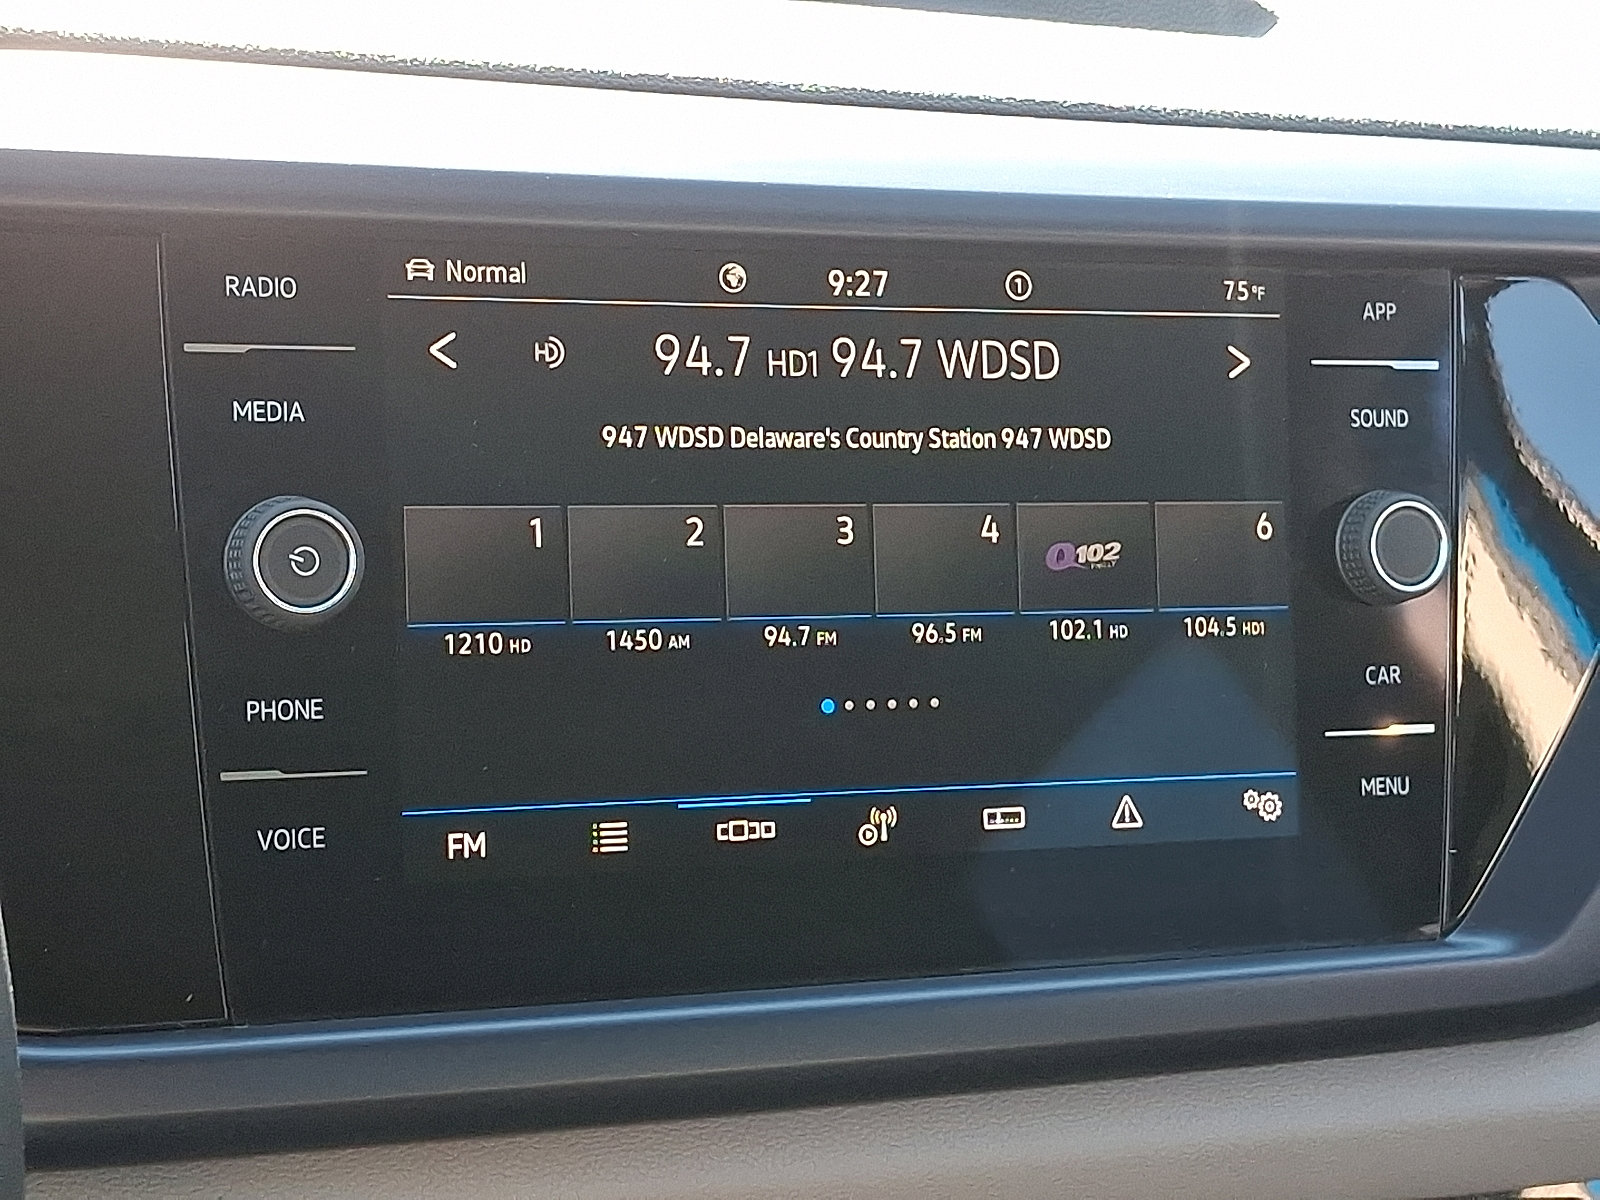 RADIO
MEDIA
PHONE
VOICE
Normal
9:27
1
75°F
94.7 HD1 94.7 WDSD
947 WDSD Delaware's Country Station 947 WDSD
1
2
3
4
Q102
6
1210 HD
1450 AM
94.7 FM
96.5 FM
102.1 HD
104.5 HD1
FM
APP
SOUND
CAR
MENU